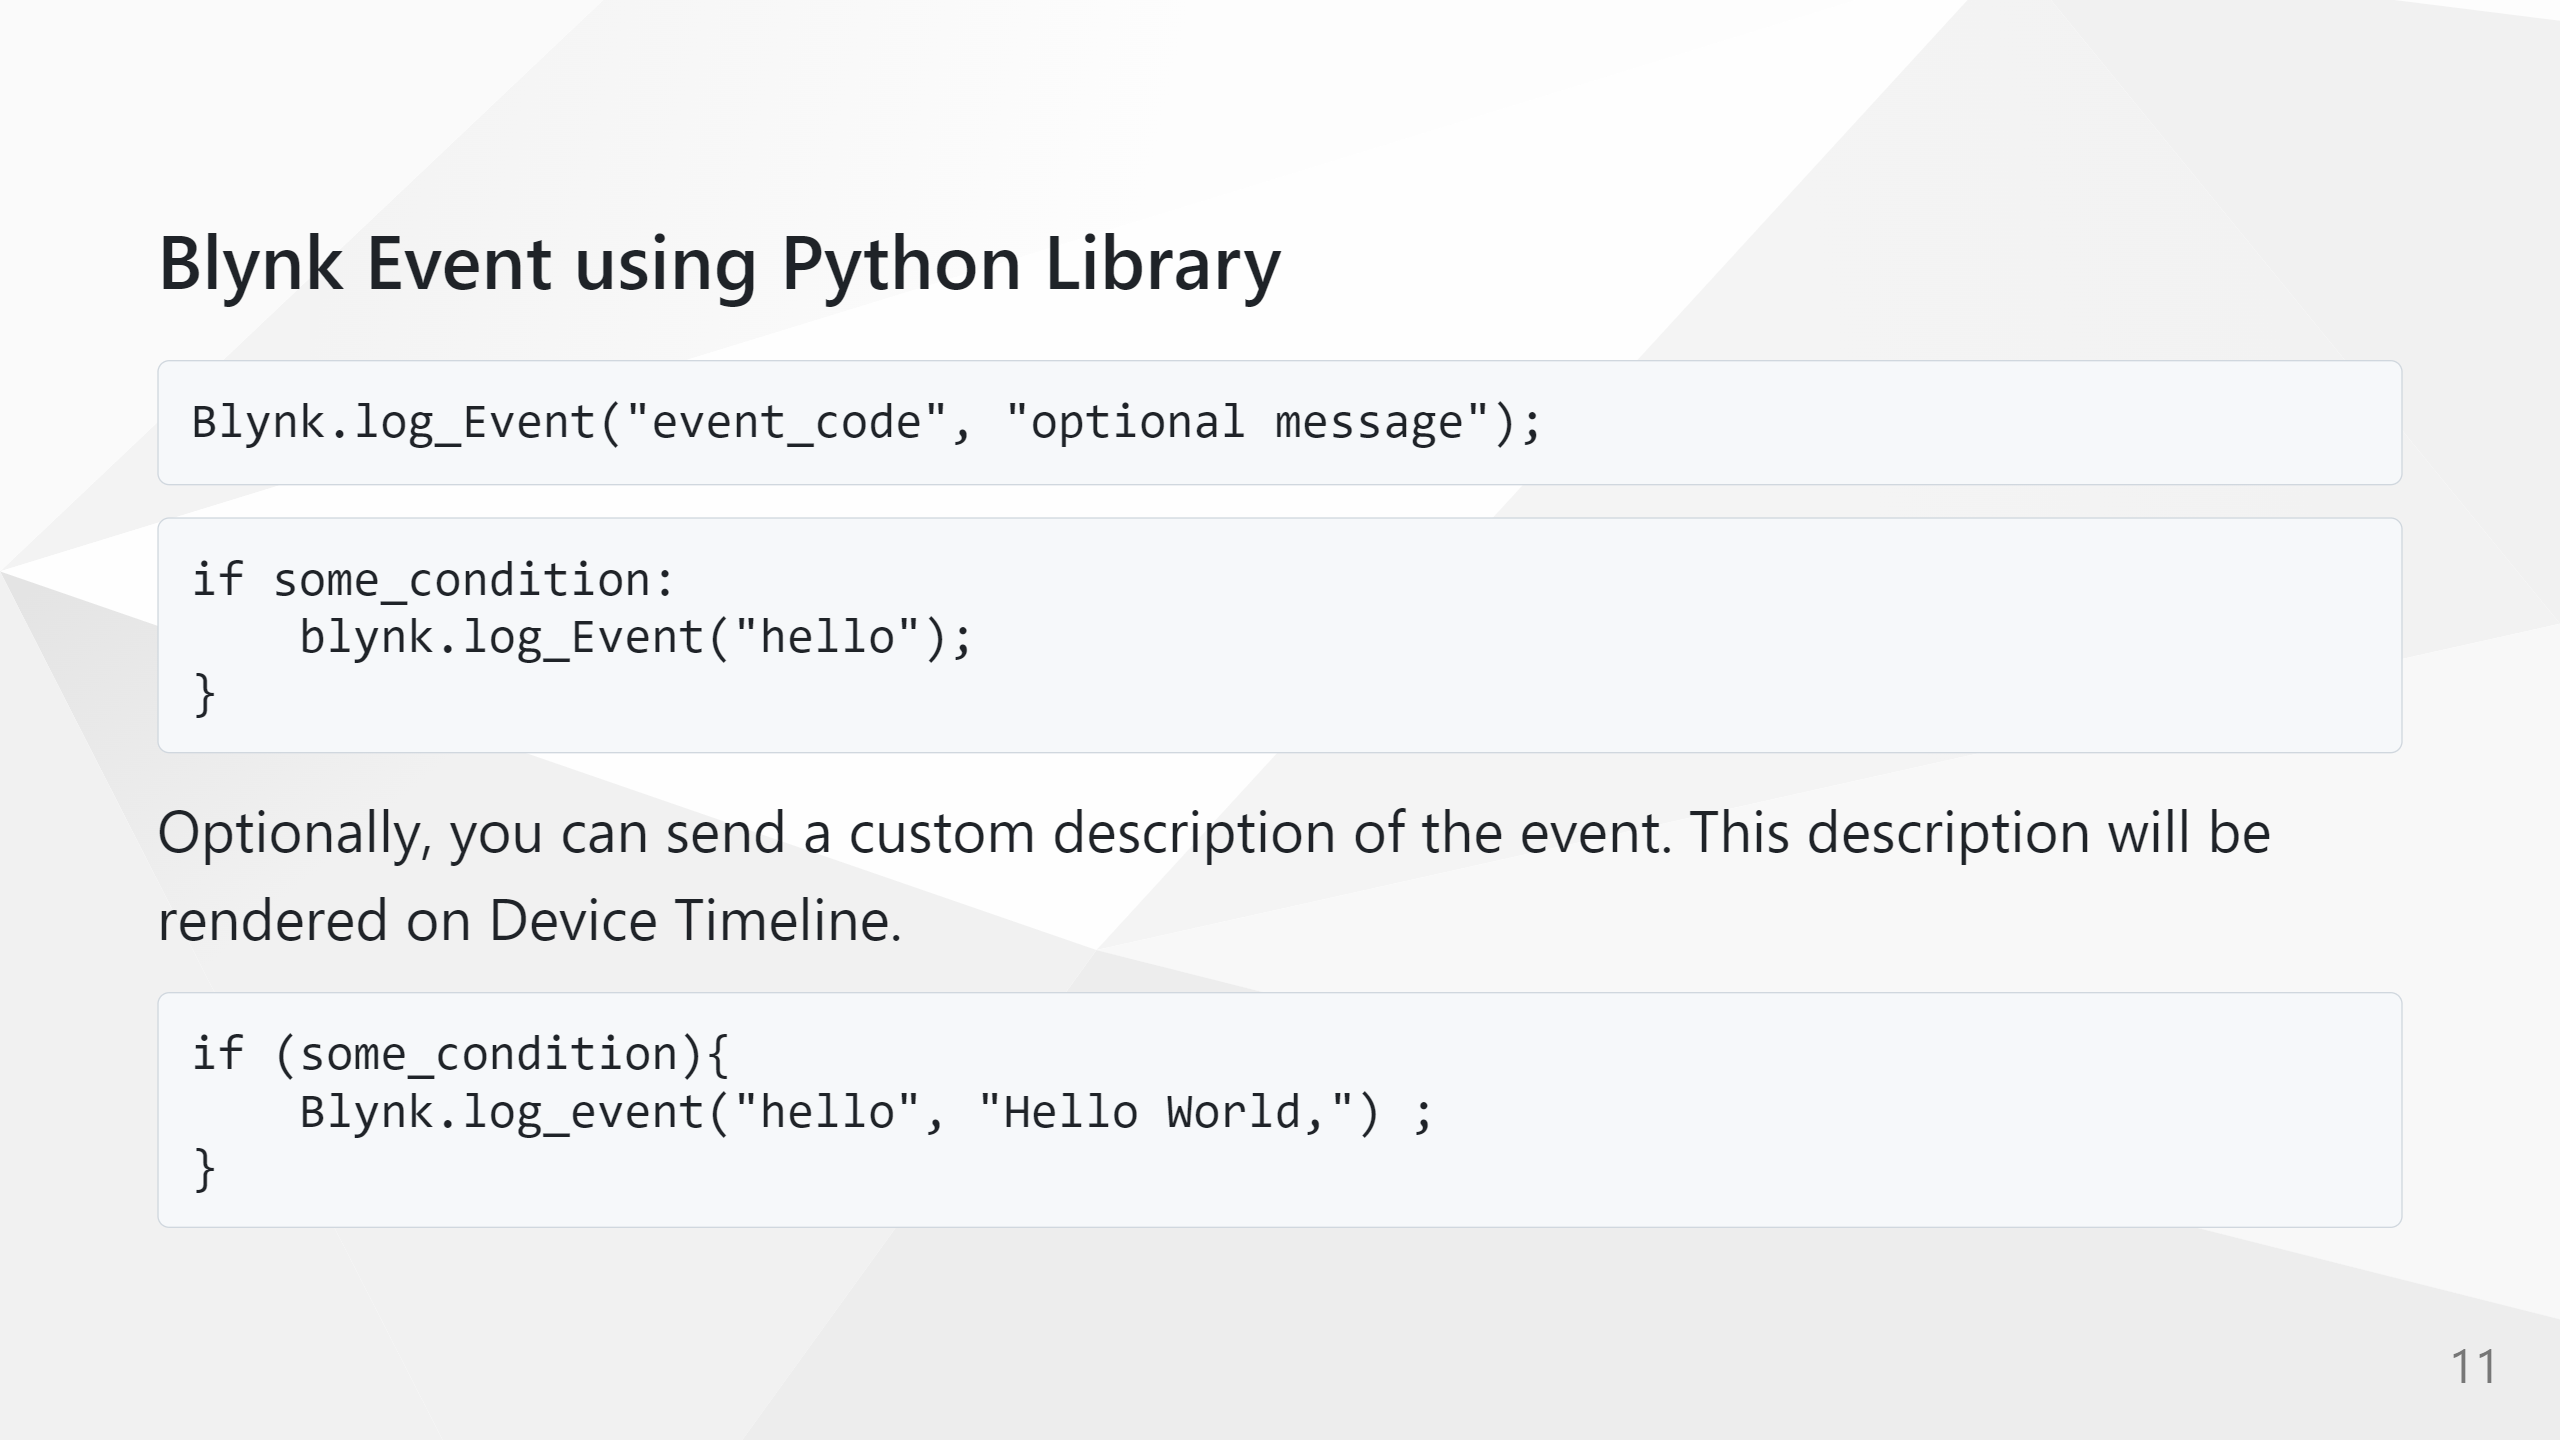 Blynk Event using Python Library
Blynk.log_Event("event_code", "optional message");
if some_condition:
    blynk.log_Event("hello");
}
Optionally, you can send a custom description of the event. This description will be
rendered on Device Timeline.
if (some_condition){
    Blynk.log_event("hello", "Hello World,") ;
}
11